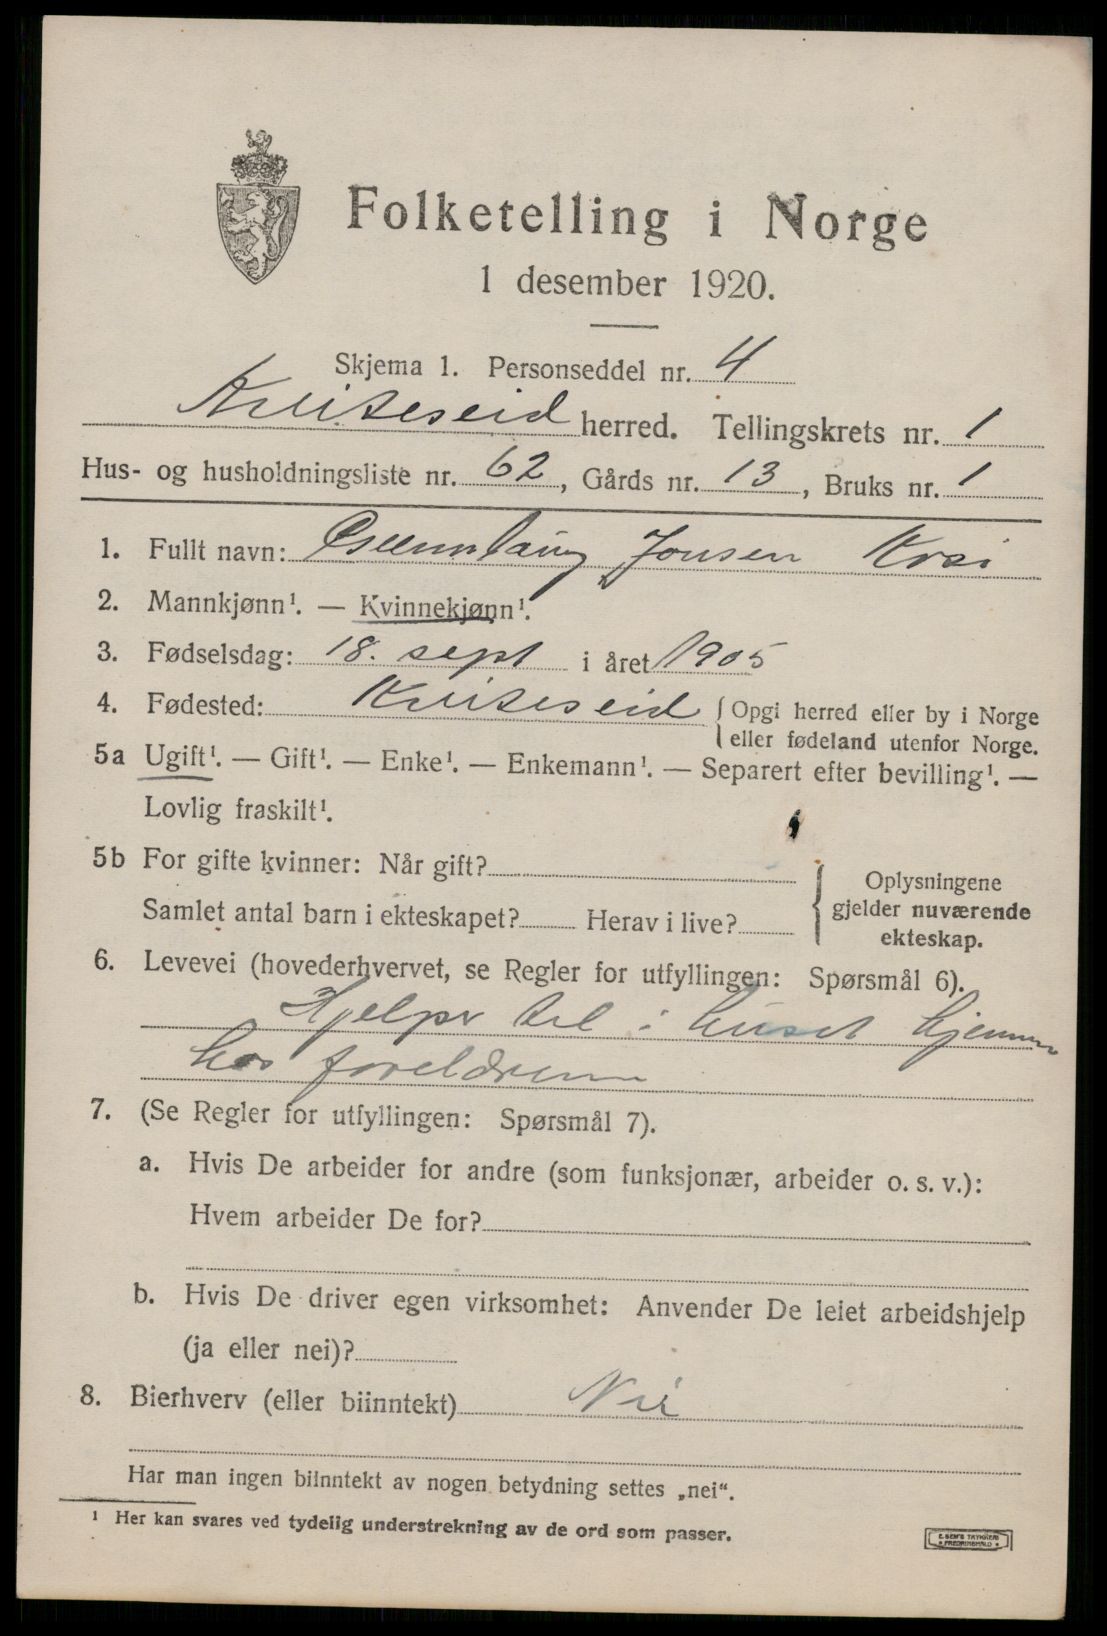 Folketelling i Norge
1 desember 1920.
Skjema 1. Personseddel nr. 4
Kviteseid herred. Tellingskrets nr. 1
Hus- og husholdningsliste nr. 62, Gårds nr. 13, Bruks nr. 1
1. Fullt navn: Jonsen
2. Mannkjønn¹. — Kvinnekjønn¹.
3. Fødselsdag: 18. sept i året 1905
4. Fødested: Kviteseid { Opgi herred eller by i Norge
eller fødeland utenfor Norge.
5a Ugift¹. — Gift¹. — Enke¹. — Enkemann¹. — Separert efter bevilling¹. —
Lovlig fraskilt¹.
5b For gifte kvinner: Når gift?
Samlet antal barn i ekteskapet? Herav i live?
Oplysningene
gjelder nuværende
ekteskap.
6. Levevei (hovederhvervet, se Regler for utfyllingen: Spørsmål 6).
Hjelper til i huset hjemme
hos foreldrene
7. (Se Regler for utfyllingen: Spørsmål 7).
a. Hvis De arbeider for andre (som funksjonær, arbeider o. s. v.):
Hvem arbeider De for?
b. Hvis De driver egen virksomhet: Anvender De leiet arbeidshjelp
(ja eller nei)?
8. Bierhverv (eller biinntekt) Nei
Har man ingen biinntekt av nogen betydning settes „nei“.
¹ Her kan svares ved tydelig understrekning av de ord som passer.
E. SEM'S TRYKKERI
FREDRIKSHALD